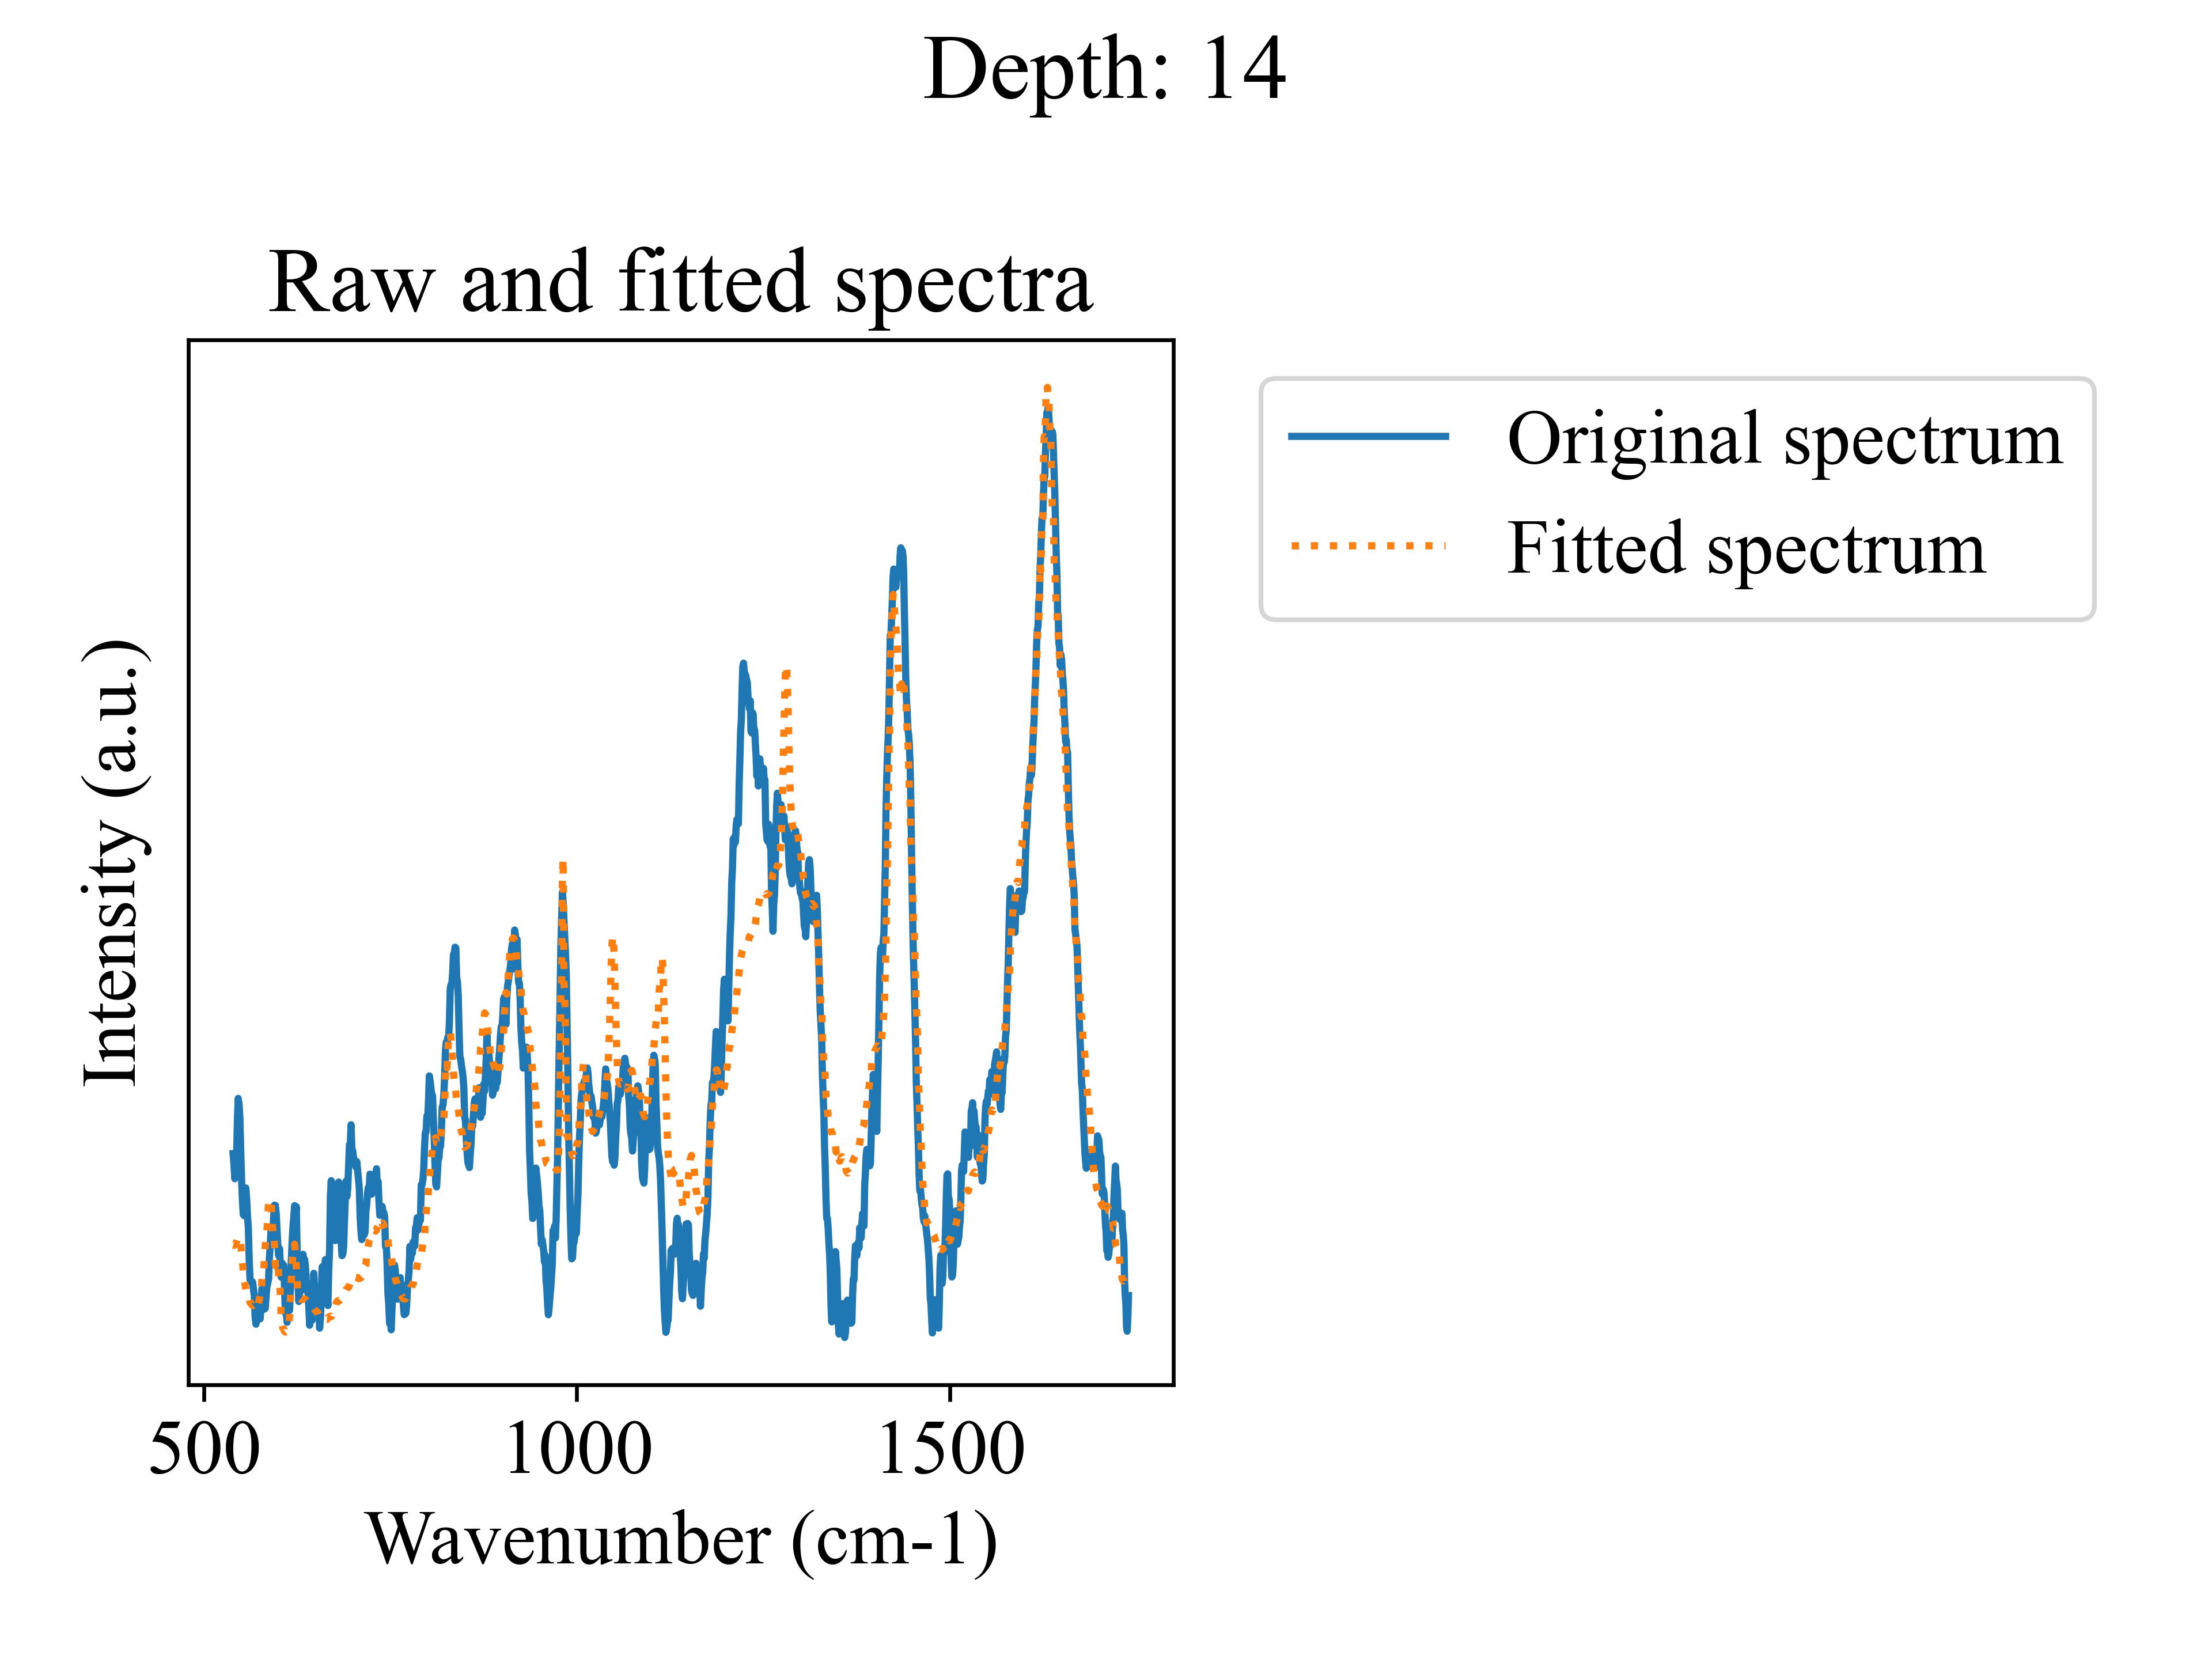 Depth: 14
Raw and fitted spectra
Original spectrum
Fitted spectrum
Intensity (a.u.)
500
1000
1500
Wavenumber (cm-1)